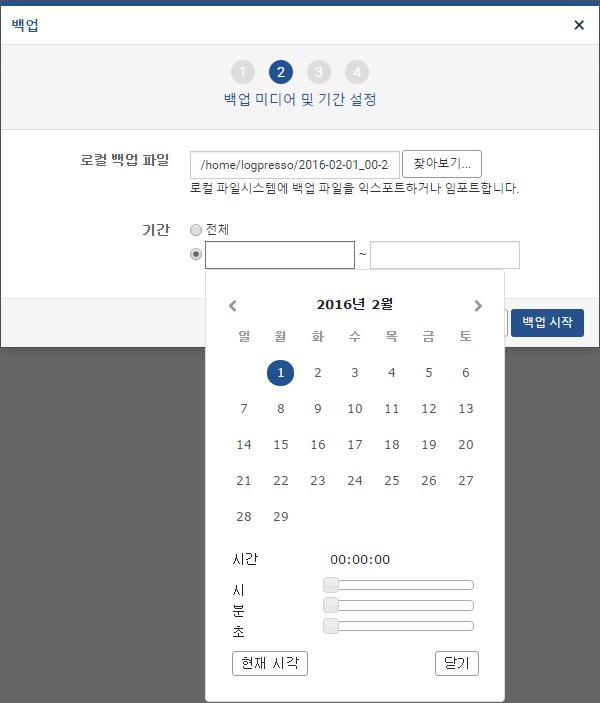 백업
×
1 2 3 4
백업 미디어 및 기간 설정
로컬 백업 파일 /home/logpresso/2016-02-01_00-2 찾아보기...
로컬 파일시스템에 백업 파일을 익스포트하거나 임포트합니다.
기간 전체
~
2016년 2월
일 월 화 수 목 금 토
1 2 3 4 5 6
7 8 9 10 11 12 13
14 15 16 17 18 19 20
21 22 23 24 25 26 27
28 29
시간 00:00:00
시
분
초
현재 시각 닫기
백업 시작